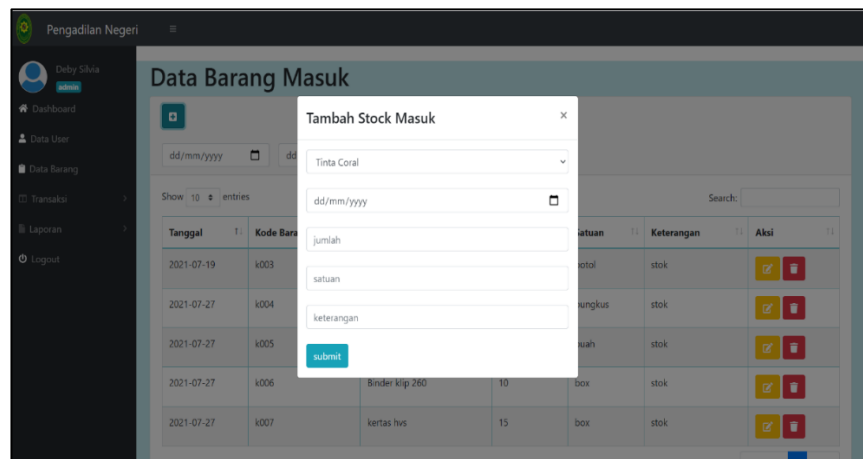 Pengadilan Negeri
Deby Silvia
admin
Dashboard
Data User
Data Barang
Transaksi
Laporan
Logout
Data Barang Masuk
dd/mm/yyyy dd
Show 10 entries
Search:
Tanggal Kode Bara Satuan Keterangan Aksi
2021-07-19 k003 botol stok
2021-07-27 k004 bungkus stok
2021-07-27 k005 buah stok
2021-07-27 k006 Binder klip 260 10 box stok
2021-07-27 k007 kertas hvs 15 box stok
Tambah Stock Masuk ×
Tinta Coral
dd/mm/yyyy
jumlah
satuan
keterangan
submit